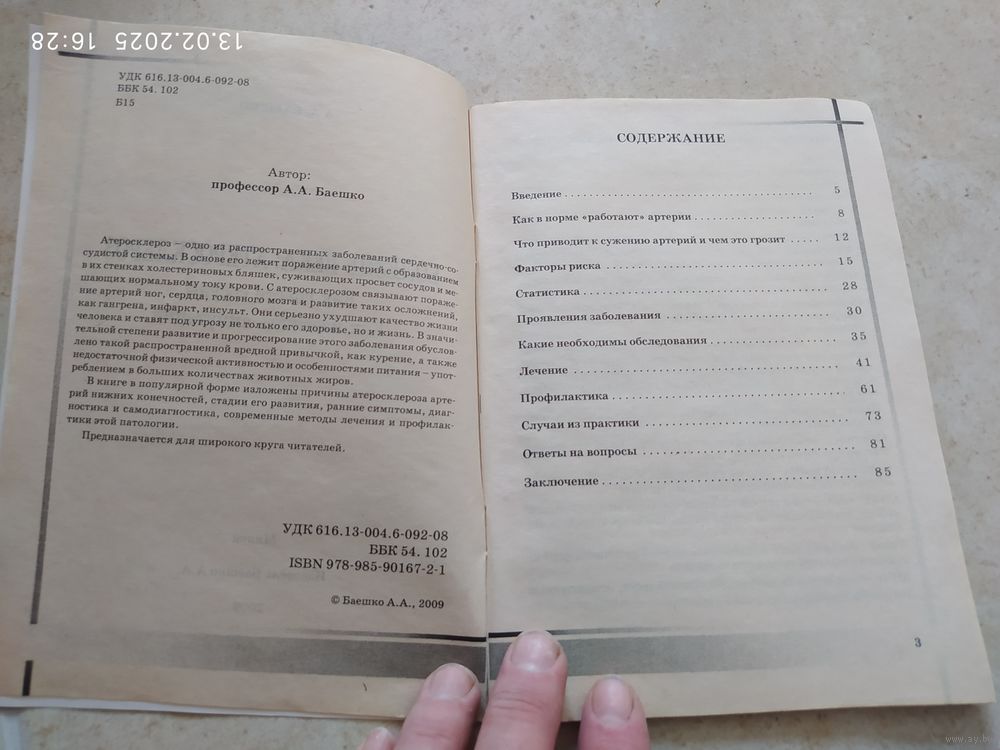 16:28 13.02.2025
УДК 616.13-004.6-092-08
ББК 54. 102
Б15
Автор:
профессор А.А. Баешко
Атеросклероз – одно из распространенных заболеваний сердечно-со-
судистой системы. В основе его лежит поражение артерий с образованием
в их стенках холестериновых бляшек, суживающих просвет сосудов и ме-
шающих нормальному току крови. С атеросклерозом связывают пораже-
ние артерий ног, сердца, головного мозга и развитие таких осложнений,
как гангрена, инфаркт, инсульт. Они серьезно ухудшают качество жизни
человека и ставят под угрозу не только его здоровье, но и жизнь. В значи-
тельной степени развитие и прогрессирование этого заболевания обуслов-
лено такой распространенной вредной привычкой, как курение, а также
недостаточной физической активностью и особенностями питания – упот-
реблением в больших количествах животных жиров.
В книге в популярной форме изложены причины атеросклероза арте-
рий нижних конечностей, стадии его развития, ранние симптомы, диаг-
ностика и самодиагностика, современные методы лечения и профилак-
тики этой патологии.
Предназначается для широкого круга читателей.
УДК 616.13-004.6-092-08
ББК 54. 102
ISBN 978-985-90167-2-1
© Баешко А.А., 2009
СОДЕРЖАНИЕ
Введение 5
Как в норме «работают» артерии 8
Что приводит к сужению артерий и чем это грозит 12
Факторы риска 15
Статистика 28
Проявления заболевания 30
Какие необходимы обследования 35
Лечение 41
Профилактика 61
Случаи из практики 73
Ответы на вопросы 81
Заключение 85
3
www.ay.by